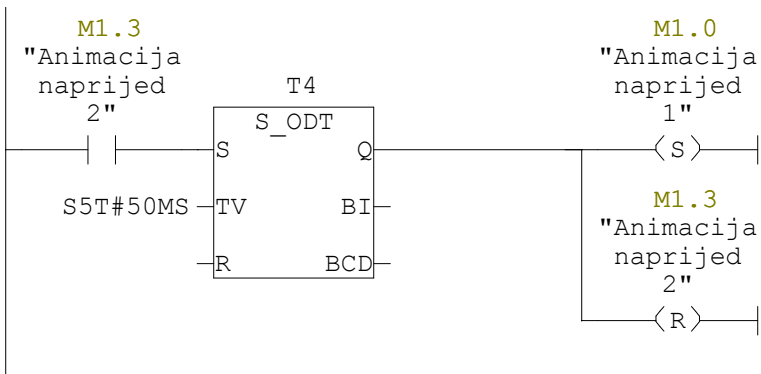 M1.3
"Animacija
naprijed
2"
T4
S_ODT
S
Q
S5T#50MS
TV
BI
R
BCD
M1.0
"Animacija
naprijed
1"
S
M1.3
"Animacija
naprijed
2"
R